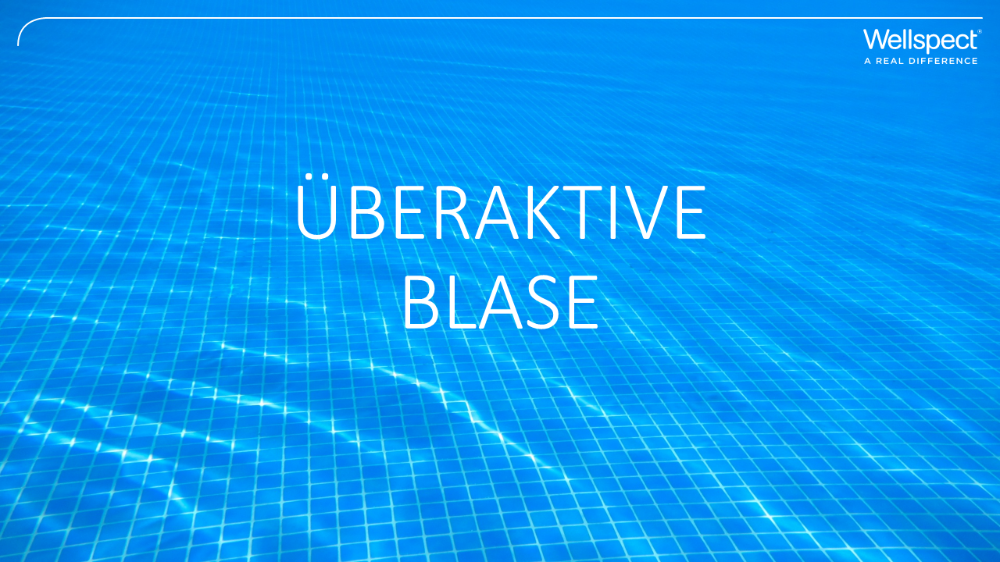 Wellspect®
A REAL DIFFERENCE
ÜBERAKTIVE
BLASE